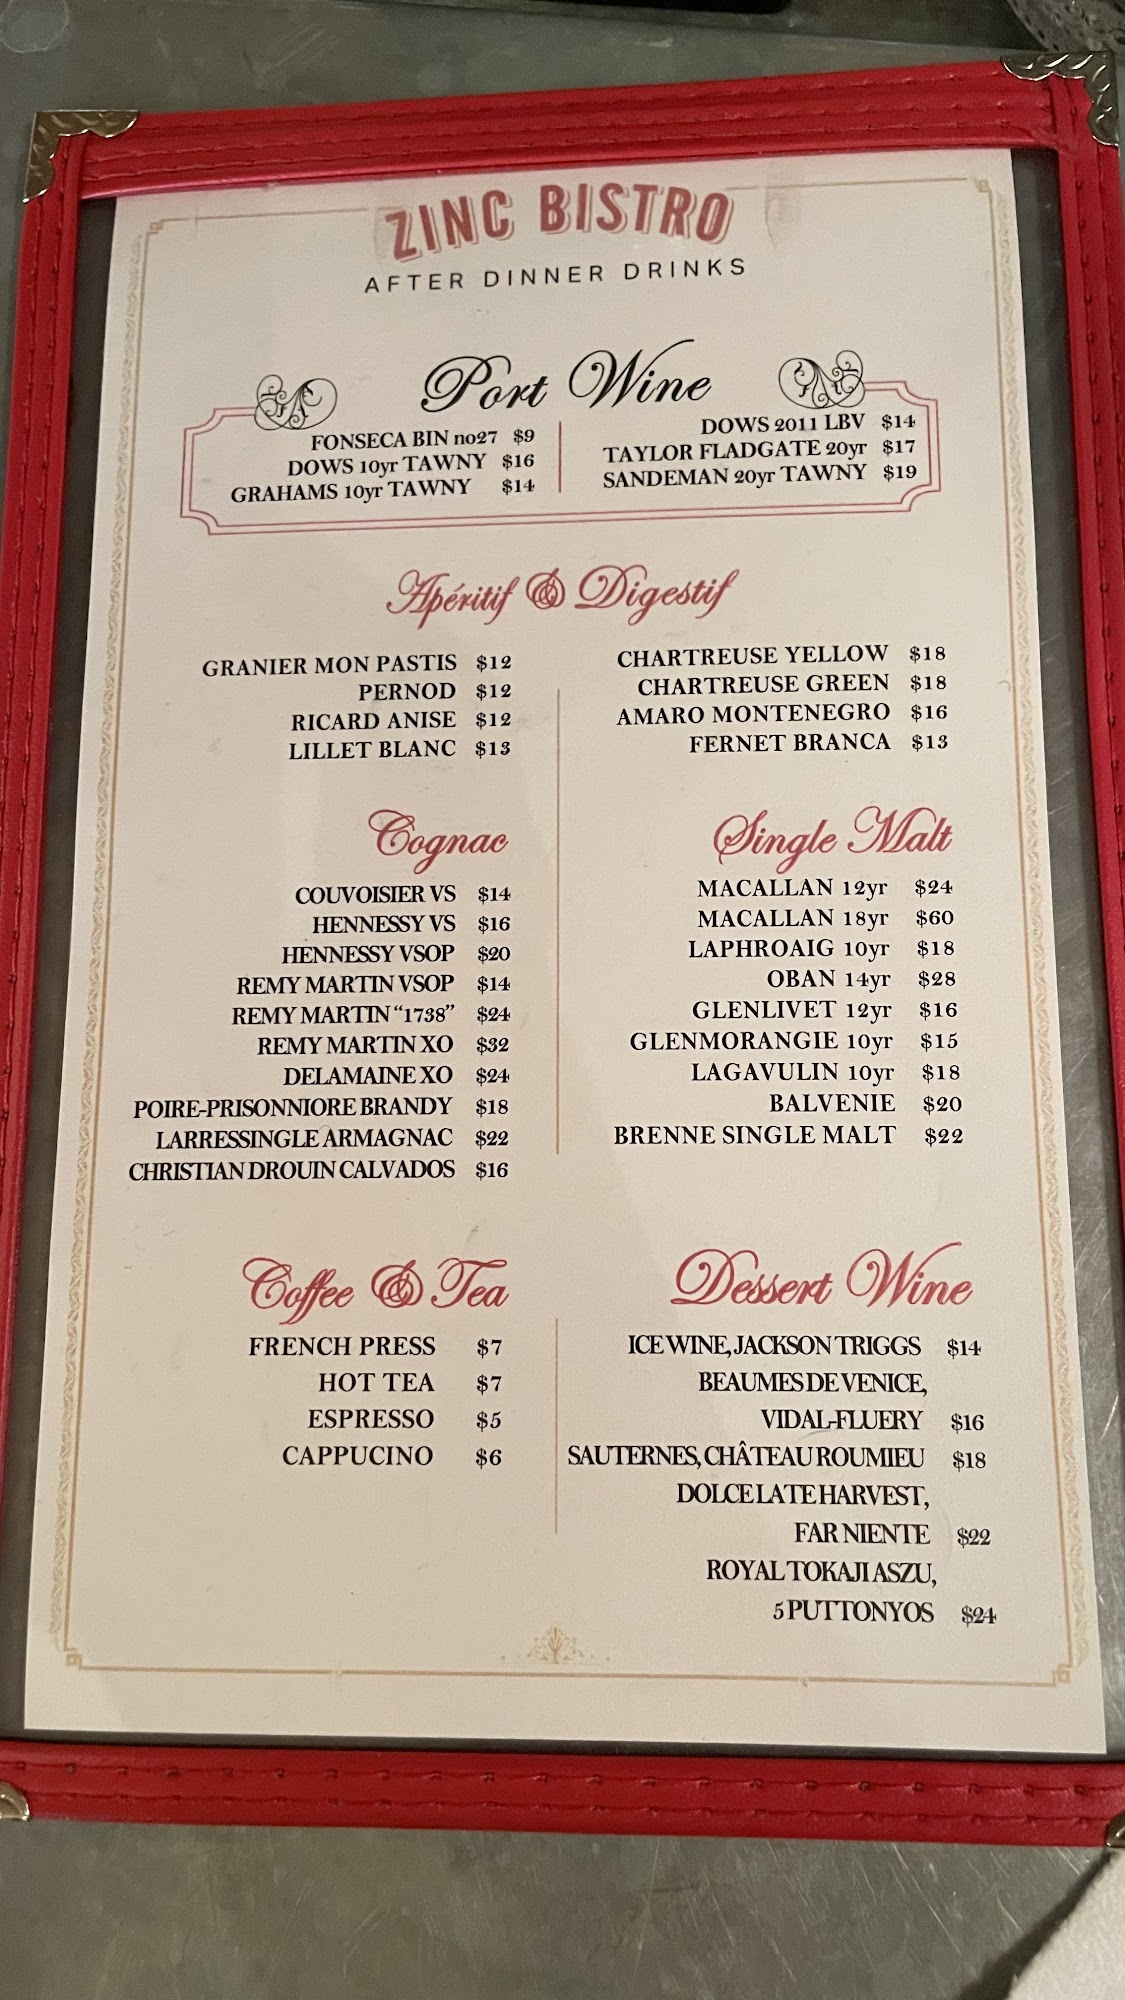 ZINC BISTRO
AFTER DINNER DRINKS
Port Wine
FONSECA BIN no27 $9
DOWS 10yr TAWNY $16
GRAHAMS 10yr TAWNY $14
DOWS 2011 LBV $14
TAYLOR FLADGATE 20yr $17
SANDEMAN 20yr TAWNY $19
Apéritif & Digestif
GRANIER MON PASTIS $12
PERNOD $12
RICARD ANISE $12
LILLET BLANC $13
CHARTREUSE YELLOW $18
CHARTREUSE GREEN $18
AMARO MONTENEGRO $16
FERNET BRANCA $13
Cognac
COUVOISIER VS $14
HENNESSY VS $16
HENNESSY VSOP $20
REMY MARTIN VSOP $14
REMY MARTIN “1738” $24
REMY MARTIN XO $32
DELAMAINE XO $24
POIRE-PRISONNIORE BRANDY $18
LARRESSINGLE ARMAGNAC $22
CHRISTIAN DROUIN CALVADOS $16
Single Malt
MACALLAN 12yr $24
MACALLAN 18yr $60
LAPHROAIG 10yr $18
OBAN 14yr $28
GLENLIVET 12yr $16
GLENMORANGIE 10yr $15
LAGAVULIN 10yr $18
BALVENIE $20
BRENNE SINGLE MALT $22
Coffee & Tea
FRENCH PRESS $7
HOT TEA $7
ESPRESSO $5
CAPPUCINO $6
Dessert Wine
ICE WINE, JACKSON TRIGGS $14
BEAUMES DE VENICE,
VIDAL-FLUERY $16
SAUTERNES, CHÂTEAU ROUMIEU $18
DOLCE LATE HARVEST,
FAR NIENTE $22
ROYAL TOKAJI ASZU,
5 PUTTONYOS $24